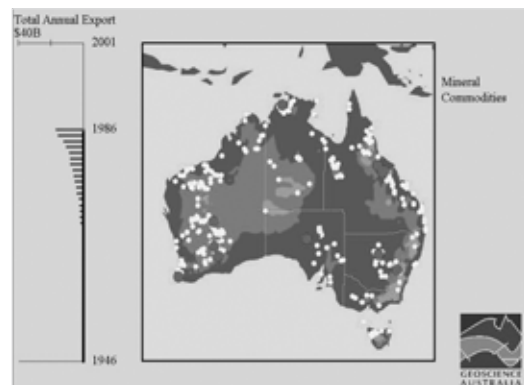 Total Annual Export
$40B
2001
Mineral
Commodities
1986
1946
GEOSCIENCE
AUSTRALIA